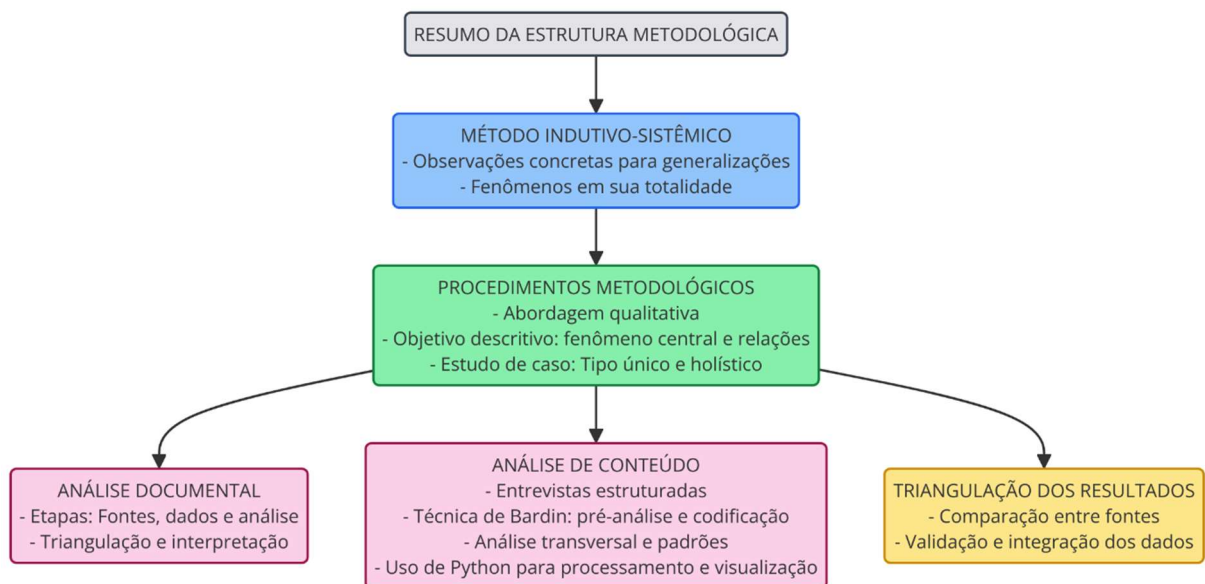 RESUMO DA ESTRUTURA METODOLÓGICA
MÉTODO INDUTIVO-SISTÊMICO
- Observações concretas para generalizações
- Fenômenos em sua totalidade
PROCEDIMENTOS METODOLÓGICOS
- Abordagem qualitativa
- Objetivo descritivo: fenômeno central e relações
- Estudo de caso: Tipo único e holístico
ANÁLISE DOCUMENTAL
- Etapas: Fontes, dados e análise
- Triangulação e interpretação
ANÁLISE DE CONTEÚDO
- Entrevistas estruturadas
- Técnica de Bardin: pré-análise e codificação
- Análise transversal e padrões
- Uso de Python para processamento e visualização
TRIANGULAÇÃO DOS RESULTADOS
- Comparação entre fontes
- Validação e integração dos dados